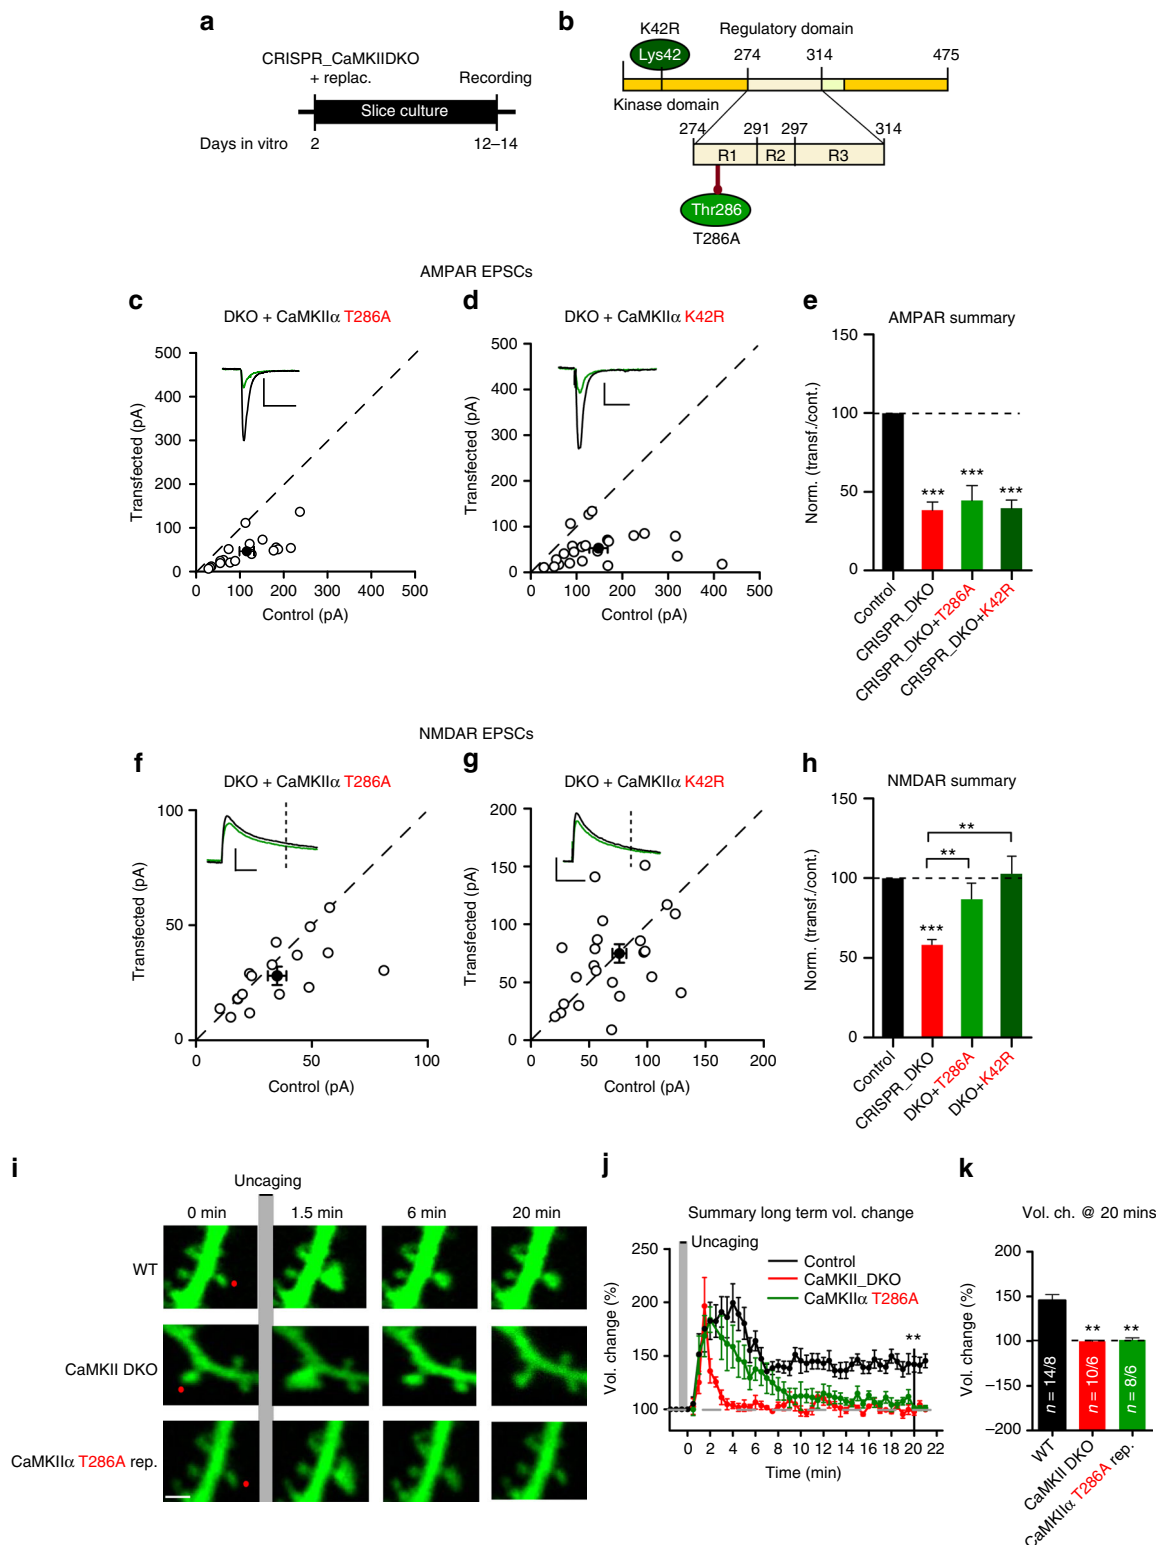 a
CRISPR_CaMKIIDKO
+ replac.
Recording
Slice culture
Days in vitro
2
12–14
b
K42R
Regulatory domain
Lys42
274
314
475
Kinase domain
274
291
297
314
R1
R2
R3
Thr286
T286A
AMPAR EPSCs
c
DKO + CaMKIIα T286A
500
400
300
200
100
0
Transfected (pA)
0
100
200
300
400
500
Control (pA)
d
DKO + CaMKIIα K42R
500
400
300
200
100
0
Transfected (pA)
0
100
200
300
400
500
Control (pA)
e
AMPAR summary
150
100
50
0
Norm. (transf./cont.)
***
***
***
Control
CRISPR_DKO
CRISPR_DKO+T286A
CRISPR_DKO+K42R
NMDAR EPSCs
f
DKO + CaMKIIα T286A
100
50
0
Transfected (pA)
0
50
100
Control (pA)
g
DKO + CaMKIIα K42R
200
150
100
50
0
Transfected (pA)
0
50
100
150
200
Control (pA)
h
NMDAR summary
150
100
50
0
Norm. (transf./cont.)
**
**
***
Control
CRISPR_DKO
DKO+T286A
DKO+K42R
i
Uncaging
0 min
1.5 min
6 min
20 min
WT
CaMKII DKO
CaMKIIα T286A rep.
j
Summary long term vol. change
Uncaging
Control
CaMKII_DKO
CaMKIIα T286A
250
200
150
100
Vol. change (%)
**
0 2 4 6 8 10 12 14 16 18 20 22
Time (min)
k
Vol. ch. @ 20 mins
200
150
100
−150
−200
Vol. change (%)
**
**
n = 14/8
n = 10/6
n = 8/6
WT
CaMKII DKO
CaMKIIα T286A rep.